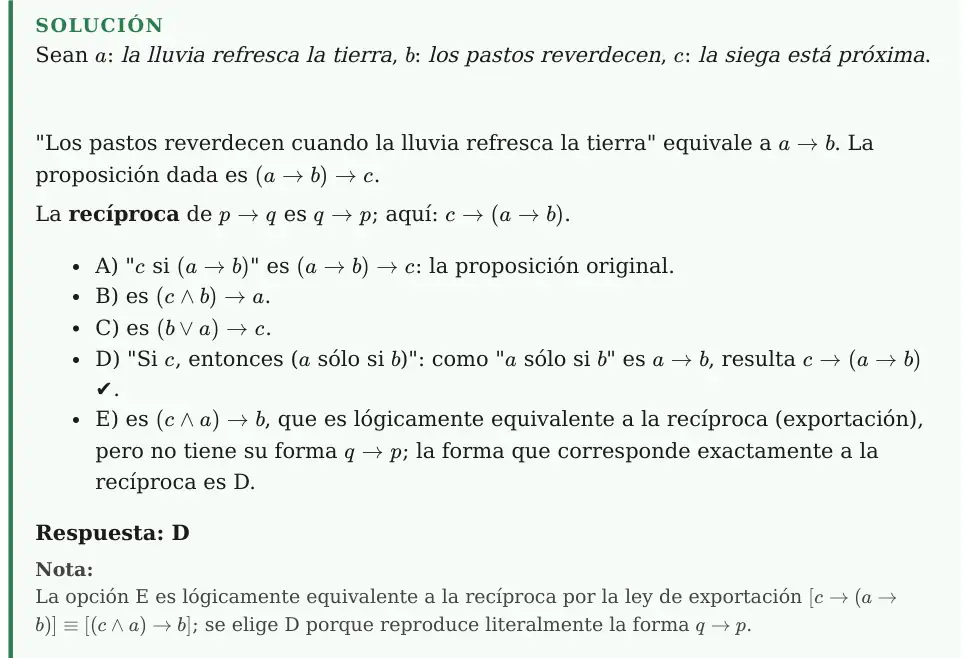 SOLUCIÓN
Sean a: la lluvia refresca la tierra, b: los pastos reverdecen, c: la siega está próxima.
"Los pastos reverdecen cuando la lluvia refresca la tierra" equivale a a → b. La
proposición dada es (a → b) → c.
La recíproca de p → q es q → p; aquí: c → (a → b).
• A) "c si (a → b)" es (a → b) → c: la proposición original.
• B) es (c ∧ b) → a.
• C) es (b ∨ a) → c.
• D) "Si c, entonces (a sólo si b)": como "a sólo si b" es a → b, resulta c → (a → b)
✔.
• E) es (c ∧ a) → b, que es lógicamente equivalente a la recíproca (exportación),
pero no tiene su forma q → p; la forma que corresponde exactamente a la
recíproca es D.
Respuesta: D
Nota:
La opción E es lógicamente equivalente a la recíproca por la ley de exportación [c → (a →
b)] ≡ [(c ∧ a) → b]; se elige D porque reproduce literalmente la forma q → p.